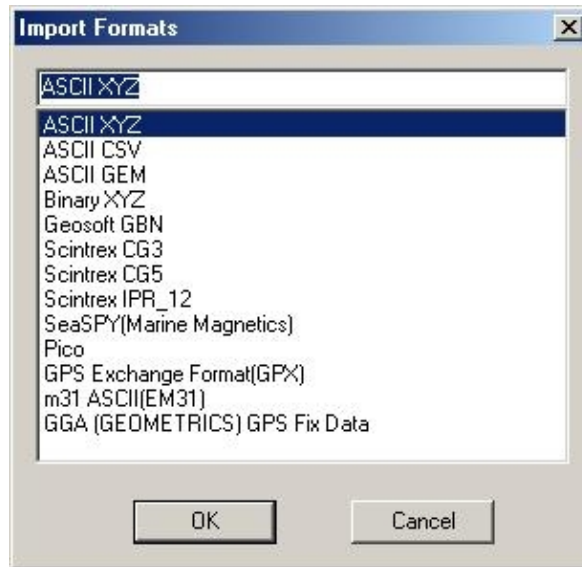 Import Formats
ASCII XYZ
ASCII XYZ
ASCII CSV
ASCII GEM
Binary XYZ
Geosoft GBN
Scintrex CG3
Scintrex CG5
Scintrex IPR_12
SeaSPY(Marine Magnetics)
Pico
GPS Exchange Format(GPX)
m31 ASCII(EM31)
GGA (GEOMETRICS) GPS Fix Data
OK Cancel